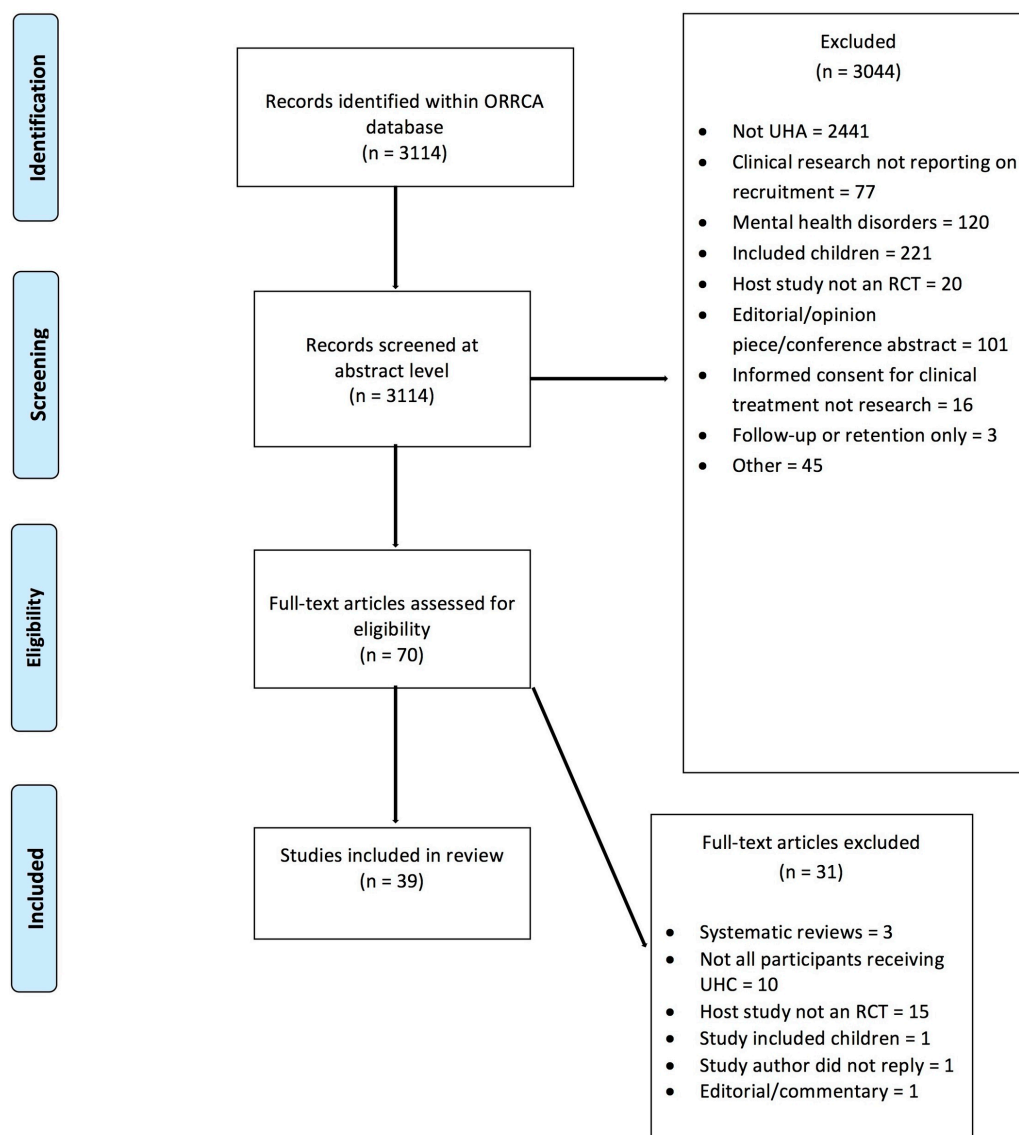 Identification
Records identified within ORRCA
database
(n = 3114)
Excluded
(n = 3044)
• Not UHA = 2441
• Clinical research not reporting on
recruitment = 77
• Mental health disorders = 120
• Included children = 221
• Host study not an RCT = 20
• Editorial/opinion
piece/conference abstract = 101
• Informed consent for clinical
treatment not research = 16
• Follow-up or retention only = 3
• Other = 45
Screening
Records screened at
abstract level
(n = 3114)
Eligibility
Full-text articles assessed for
eligibility
(n = 70)
Included
Studies included in review
(n = 39)
Full-text articles excluded
(n = 31)
• Systematic reviews = 3
• Not all participants receiving
UHC = 10
• Host study not an RCT = 15
• Study included children = 1
• Study author did not reply = 1
• Editorial/commentary = 1